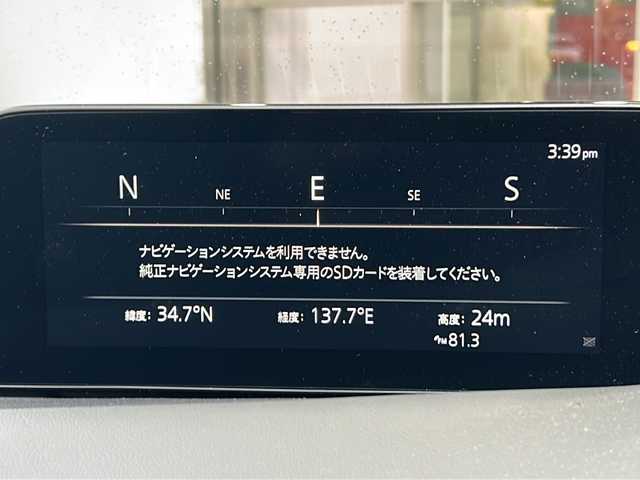 3:39pm
N NE E SE S
ナビゲーションシステムを利用できません。
純正ナビゲーションシステム専用のSDカードを装着してください。
緯度: 34.7°N 経度: 137.7°E 高度: 24m
FM 81.3